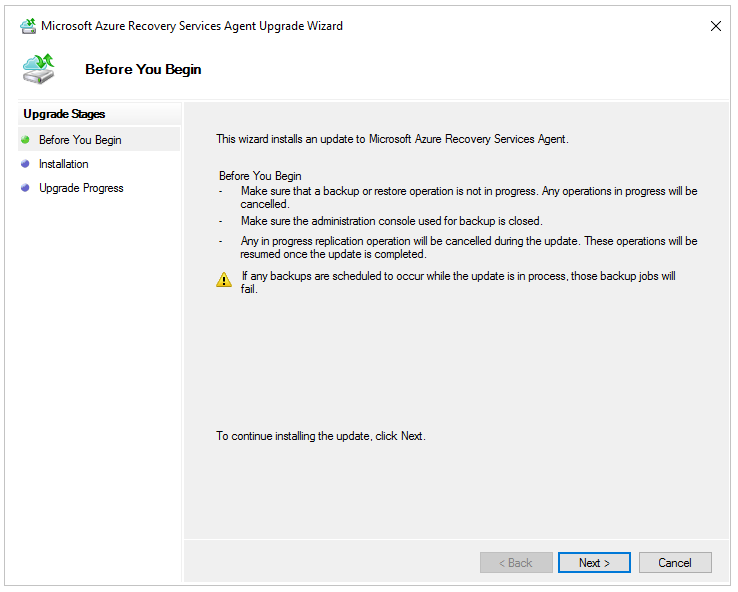 Microsoft Azure Recovery Services Agent Upgrade Wizard
Before You Begin
Upgrade Stages
Before You Begin
Installation
Upgrade Progress
This wizard installs an update to Microsoft Azure Recovery Services Agent.
Before You Begin
- Make sure that a backup or restore operation is not in progress. Any operations in progress will be
cancelled.
- Make sure the administration console used for backup is closed.
- Any in progress replication operation will be cancelled during the update. These operations will be
resumed once the update is completed.
If any backups are scheduled to occur while the update is in process, those backup jobs will
fail.
To continue installing the update, click Next.
< Back Next > Cancel